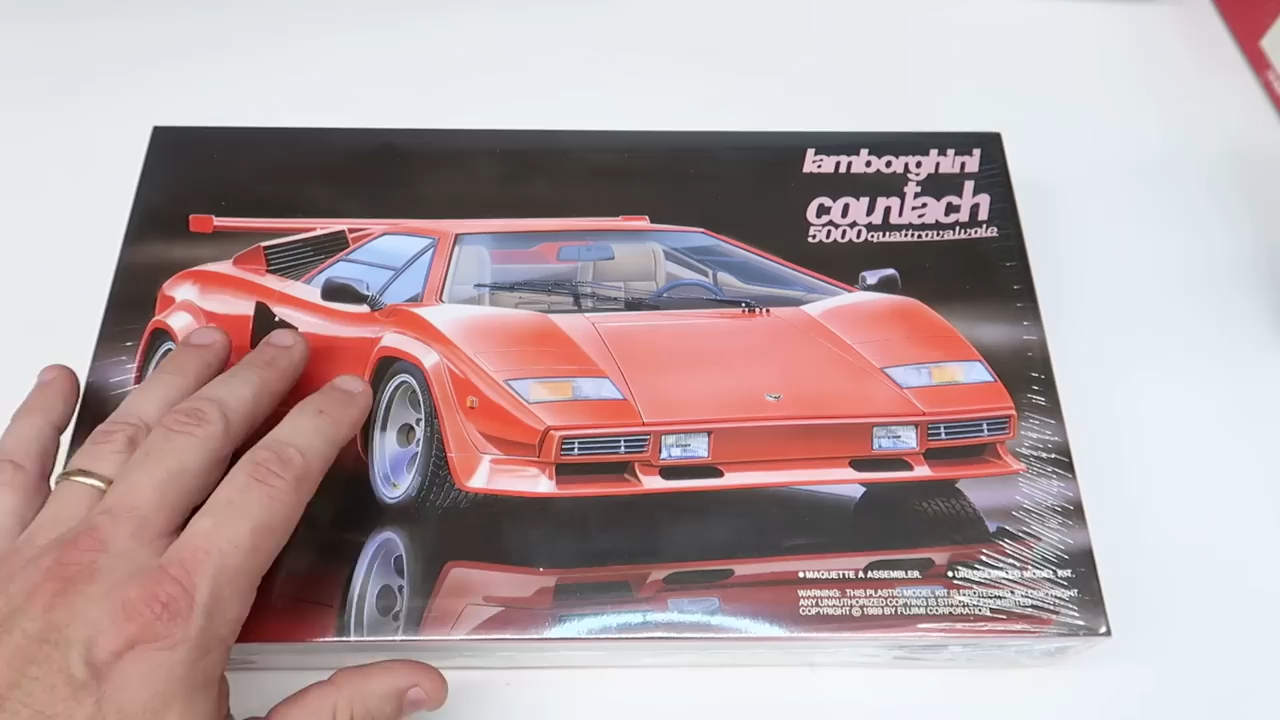 lamborghini
countach
5000 quattrovalvole
• MAQUETTE A ASSEMBLER. • UNASSEMBLED MODEL KIT.
WARNING: THIS PLASTIC MODEL KIT IS PROTECTED BY COPYRIGHT.
ANY UNAUTHORIZED COPYING IS STRICTLY PROHIBITED
COPYRIGHT © 1989 BY FUJIMI CORPORATION